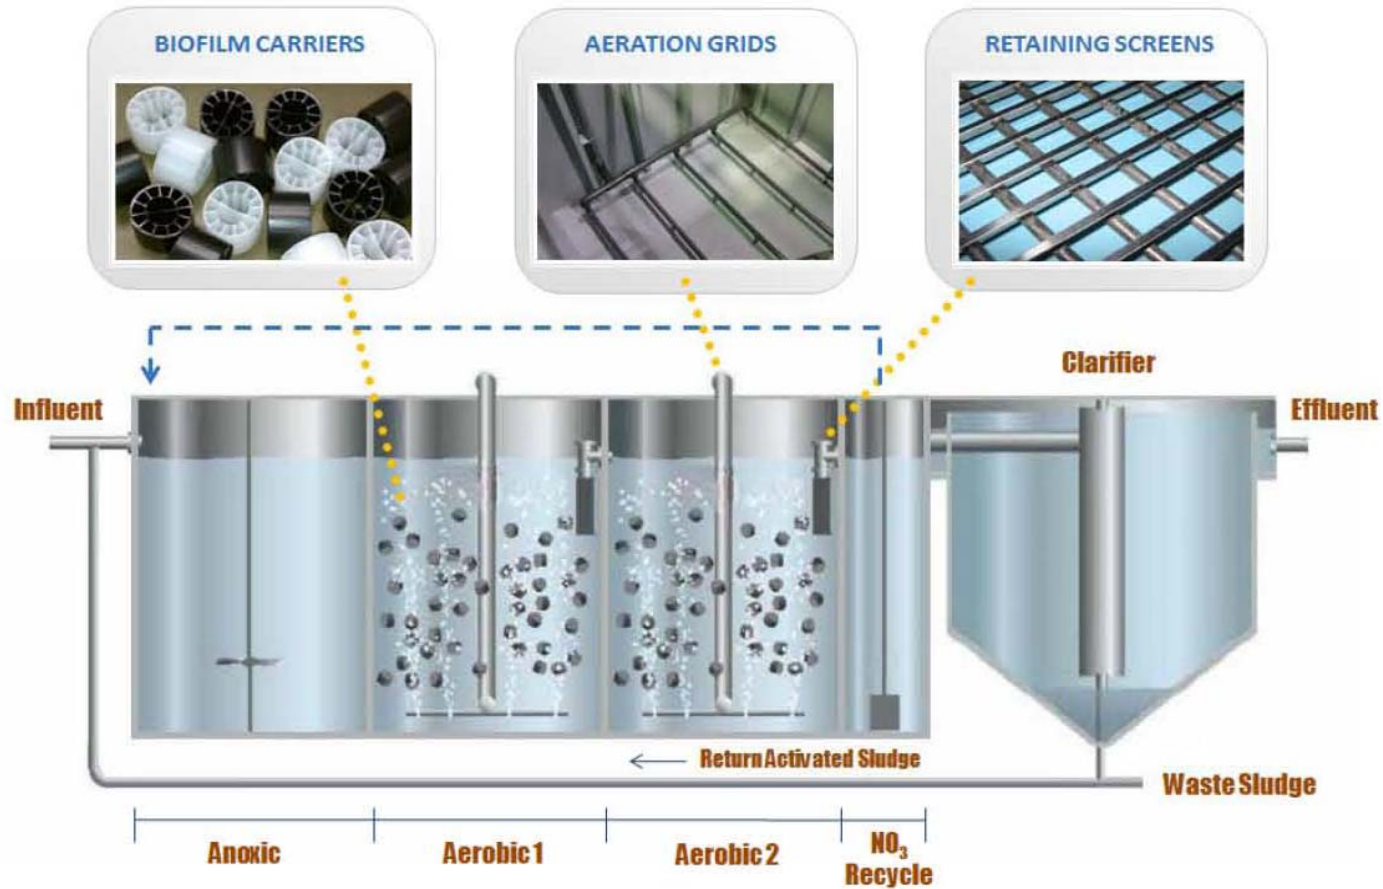 BIOFILM CARRIERS
AERATION GRIDS
RETAINING SCREENS
Clarifier
Influent
Effluent
Return Activated Sludge
Waste Sludge
Anoxic
Aerobic 1
Aerobic 2
NO₃
Recycle